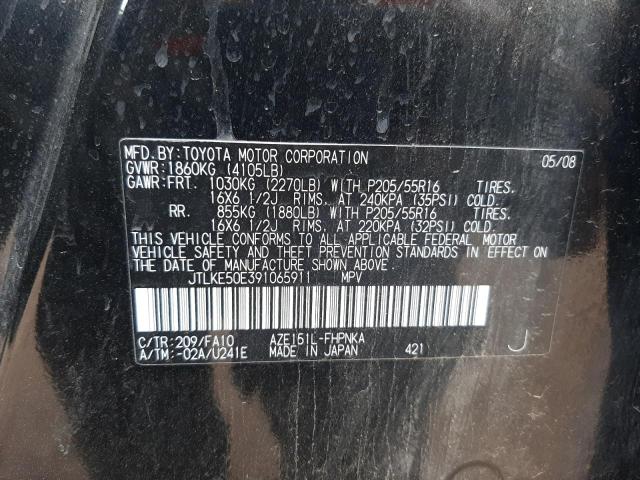 MFD.BY:TOYOTA MOTOR CORPORATION 05/08
GVWR:1860KG (4105LB)
GAWR:FRT. 1030KG (2270LB) WITH P205/55R16 TIRES.
16X6 1/2J RIMS. AT 240KPA (35PSI) COLD.
RR. 855KG (1880LB) WITH P205/55R16 TIRES.
16X6 1/2J RIMS. AT 220KPA (32PSI) COLD.
THIS VEHICLE CONFORMS TO ALL APPLICABLE FEDERAL MOTOR
VEHICLE SAFETY AND THEFT PREVENTION STANDARDS IN EFFECT ON
THE DATE OF MANUFACTURE SHOWN ABOVE.
JTLKE50E391065911 MPV
C/TR:209/FA10 AZE151L-FHPNKA
A/TM:-02A/U241E MADE IN JAPAN 421 J